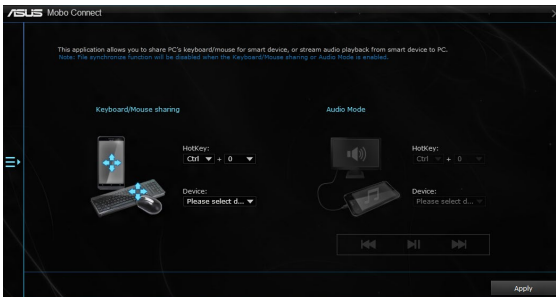 ASUS Mobo Connect
This application allows you to share PC's keyboard/mouse for smart device, or stream audio playback from smart device to PC.
Note: File synchronize function will be disabled when the Keyboard/Mouse sharing or Audio Mode is enabled.
Keyboard/Mouse sharing
HotKey:
Ctrl + 0
Device:
Please select d...
Audio Mode
HotKey:
Ctrl + 0
Device:
Please select d...
Apply